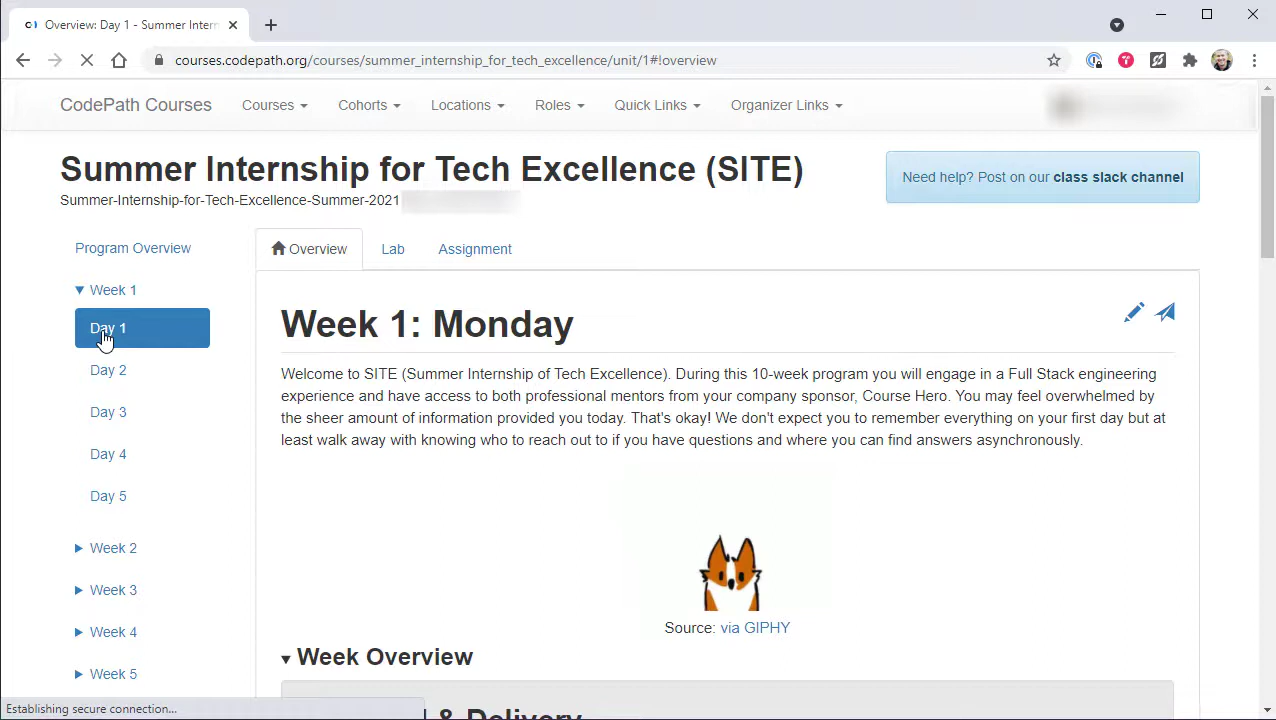 Overview: Day 1 - Summer Intern
courses.codepath.org/courses/summer_internship_for_tech_excellence/unit/1#!overview
CodePath Courses Courses Cohorts Locations Roles Quick Links Organizer Links
Summer Internship for Tech Excellence (SITE)
Summer-Internship-for-Tech-Excellence-Summer-2021
Need help? Post on our class slack channel
Program Overview
Week 1
Day 1
Day 2
Day 3
Day 4
Day 5
Week 2
Week 3
Week 4
Week 5
Overview Lab Assignment
Week 1: Monday
Welcome to SITE (Summer Internship of Tech Excellence). During this 10-week program you will engage in a Full Stack engineering
experience and have access to both professional mentors from your company sponsor, Course Hero. You may feel overwhelmed by
the sheer amount of information provided you today. That's okay! We don't expect you to remember everything on your first day but at
least walk away with knowing who to reach out to if you have questions and where you can find answers asynchronously.
Source: via GIPHY
Week Overview
& Delivery
Establishing secure connection...